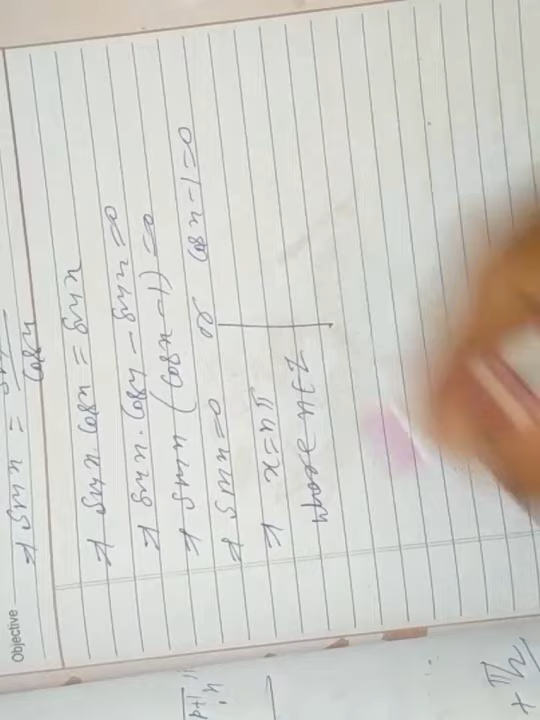 Objective
⇒ sin x = sin x / cos x
⇒ sin x · cos x = sin x
⇒ sin x · cos x − sin x = 0
⇒ sin x (cos x − 1) = 0
⇒ sin x = 0 or cos x − 1 = 0
⇒ x = nπ
where n ∈ Z